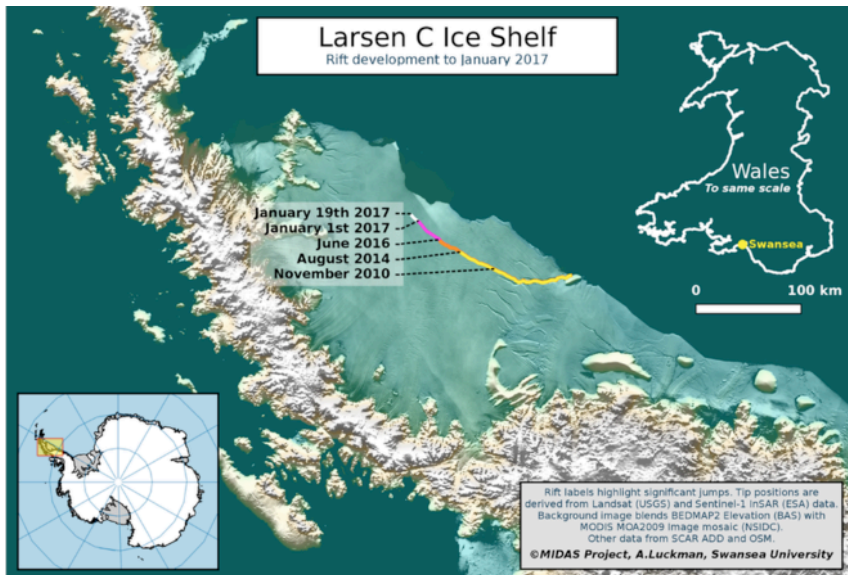 Larsen C Ice Shelf
Rift development to January 2017
Wales
To same scale
Swansea
0 100 km
January 19th 2017
January 1st 2017
June 2016
August 2014
November 2010
Rift labels highlight significant jumps. Tip positions are
derived from Landsat (USGS) and Sentinel-1 InSAR (ESA) data.
Background image blends BEDMAP2 Elevation (BAS) with
MODIS MOA2009 Image mosaic (NSIDC).
Other data from SCAR ADD and OSM.
©MIDAS Project, A.Luckman, Swansea University